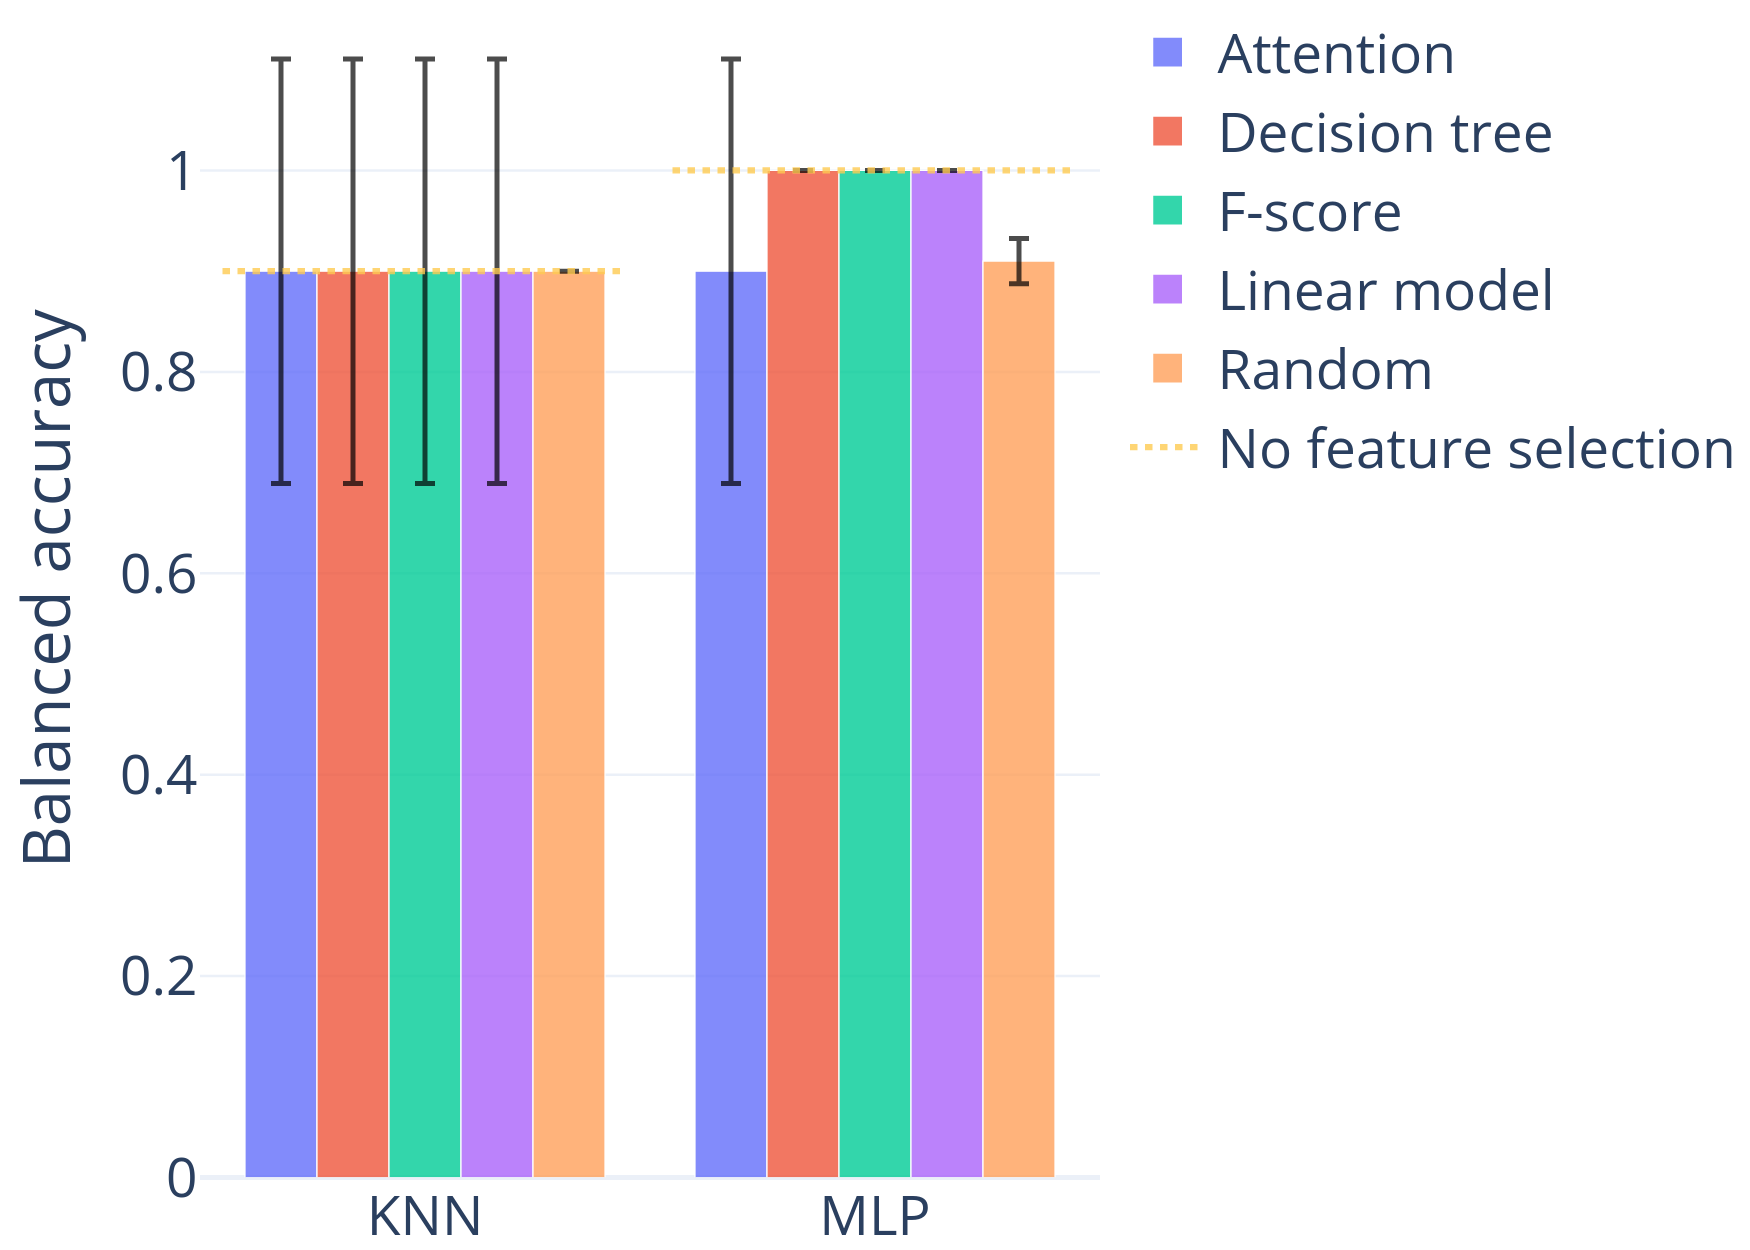 Balanced accuracy
1
0.8
0.6
0.4
0.2
0
KNN
MLP
Attention
Decision tree
F-score
Linear model
Random
No feature selection